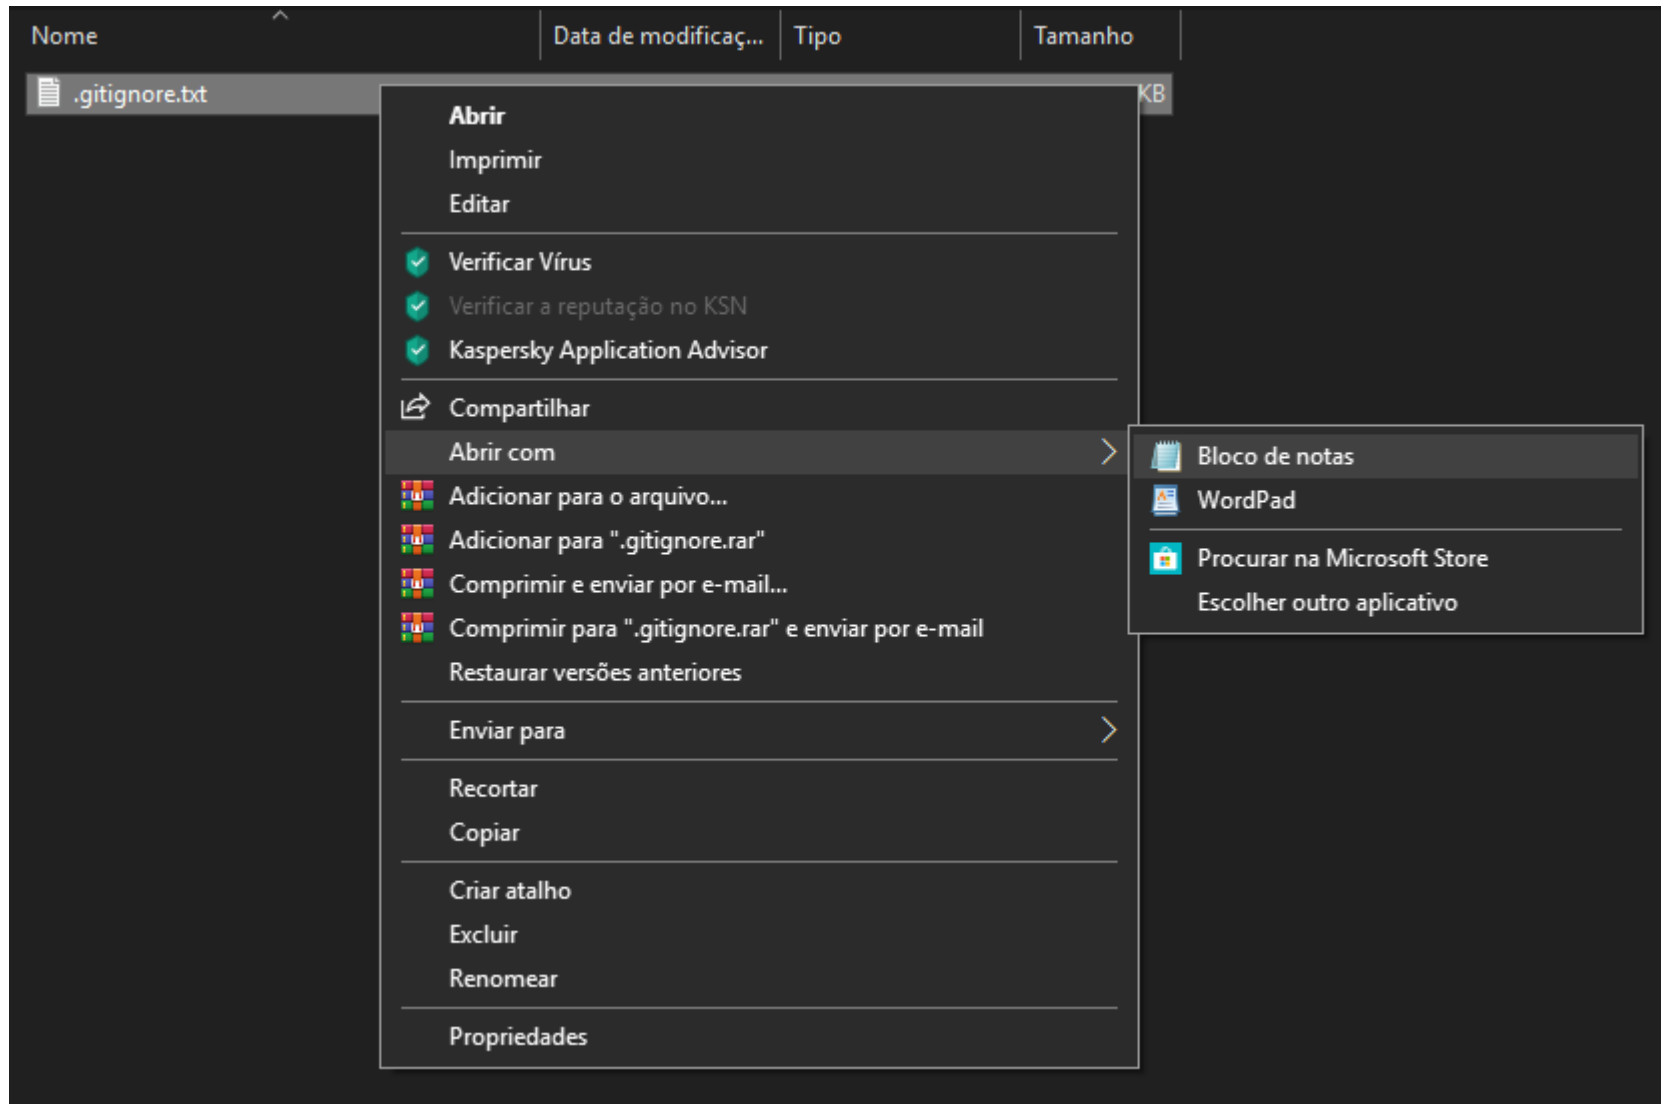 Nome Data de modificaç... Tipo Tamanho
.gitignore.txt KB
Abrir
Imprimir
Editar
Verificar Vírus
Verificar a reputação no KSN
Kaspersky Application Advisor
Compartilhar
Abrir com
Bloco de notas
Adicionar para o arquivo...
WordPad
Adicionar para ".gitignore.rar"
Procurar na Microsoft Store
Comprimir e enviar por e-mail...
Escolher outro aplicativo
Comprimir para ".gitignore.rar" e enviar por e-mail
Restaurar versões anteriores
Enviar para
Recortar
Copiar
Criar atalho
Excluir
Renomear
Propriedades